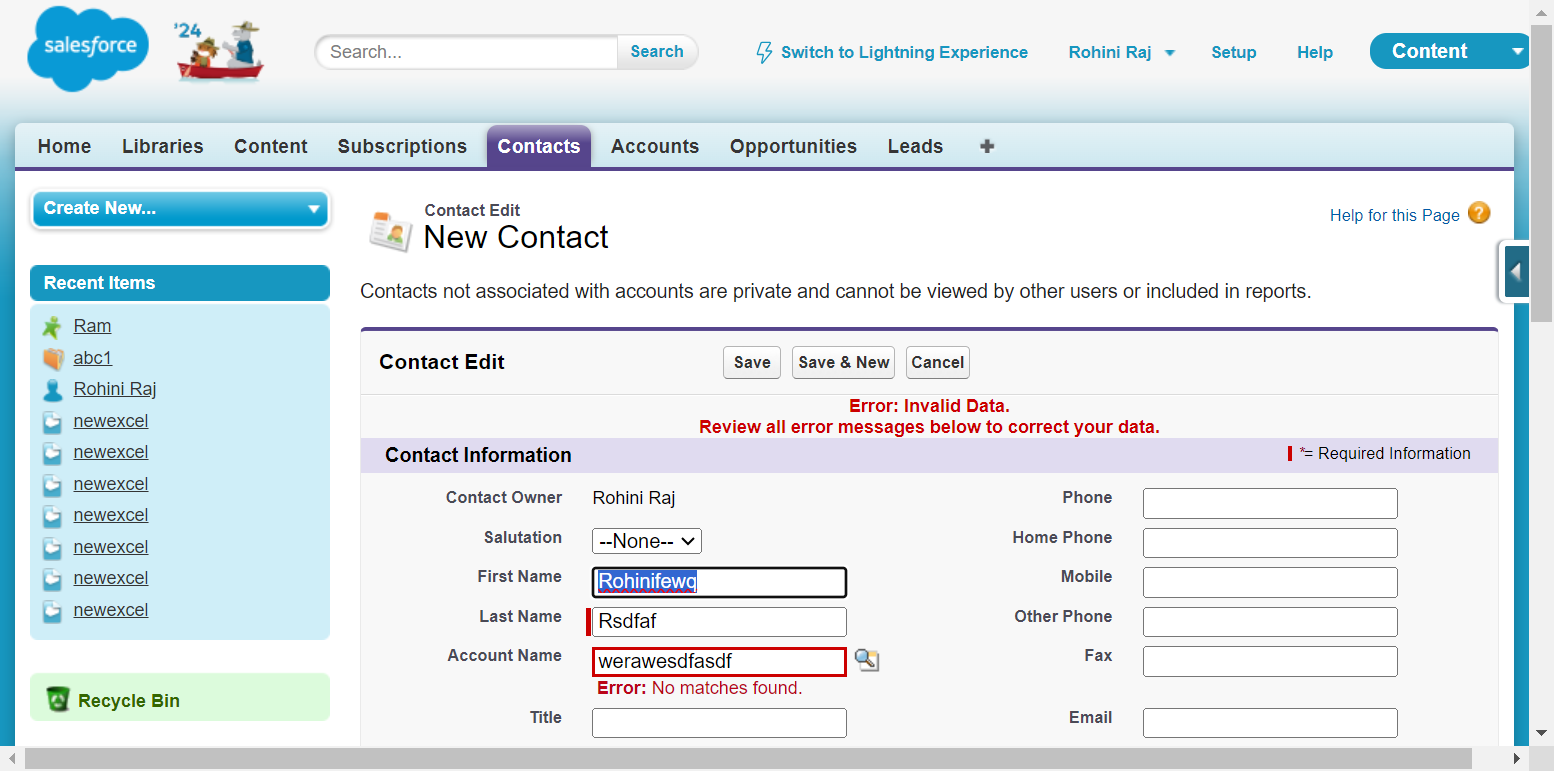 salesforce
'24
Search...
Search
Switch to Lightning Experience
Rohini Raj
Setup
Help
Content
Home
Libraries
Content
Subscriptions
Contacts
Accounts
Opportunities
Leads
Create New...
Recent Items
Ram
abc1
Rohini Raj
newexcel
newexcel
newexcel
newexcel
newexcel
newexcel
newexcel
Recycle Bin
Contact Edit
New Contact
Help for this Page
?
Contacts not associated with accounts are private and cannot be viewed by other users or included in reports.
Contact Edit
Save
Save & New
Cancel
Error: Invalid Data.
Review all error messages below to correct your data.
Contact Information
*= Required Information
Contact Owner
Rohini Raj
Phone
Salutation
--None--
Home Phone
First Name
Rohinifewq
Mobile
Last Name
Rsdfaf
Other Phone
Account Name
werawesdfasdf
Fax
Error: No matches found.
Title
Email